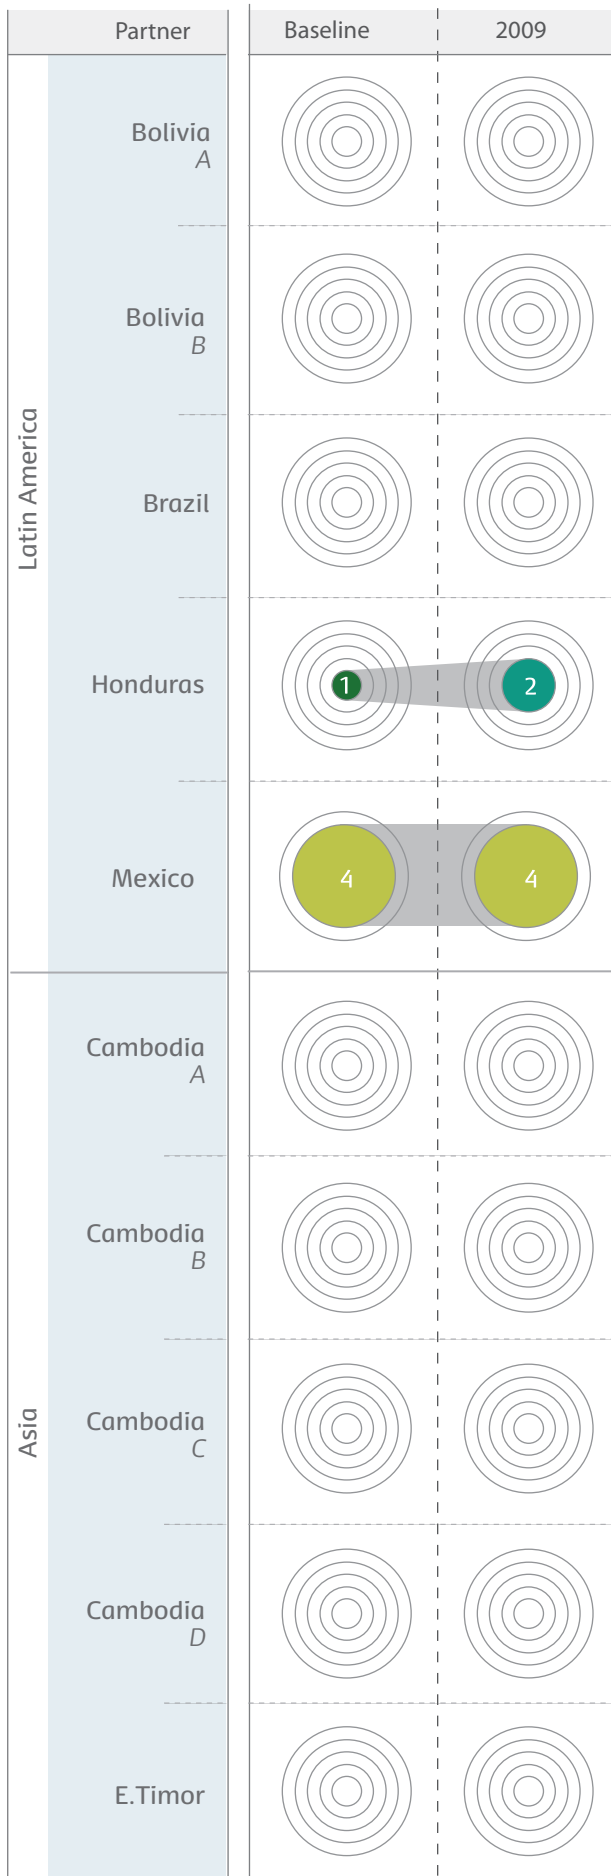 Partner Baseline 2009
Latin America
Bolivia
A
Bolivia
B
Brazil
Honduras 1 2
Mexico 4 4
Asia
Cambodia
A
Cambodia
B
Cambodia
C
Cambodia
D
E.Timor